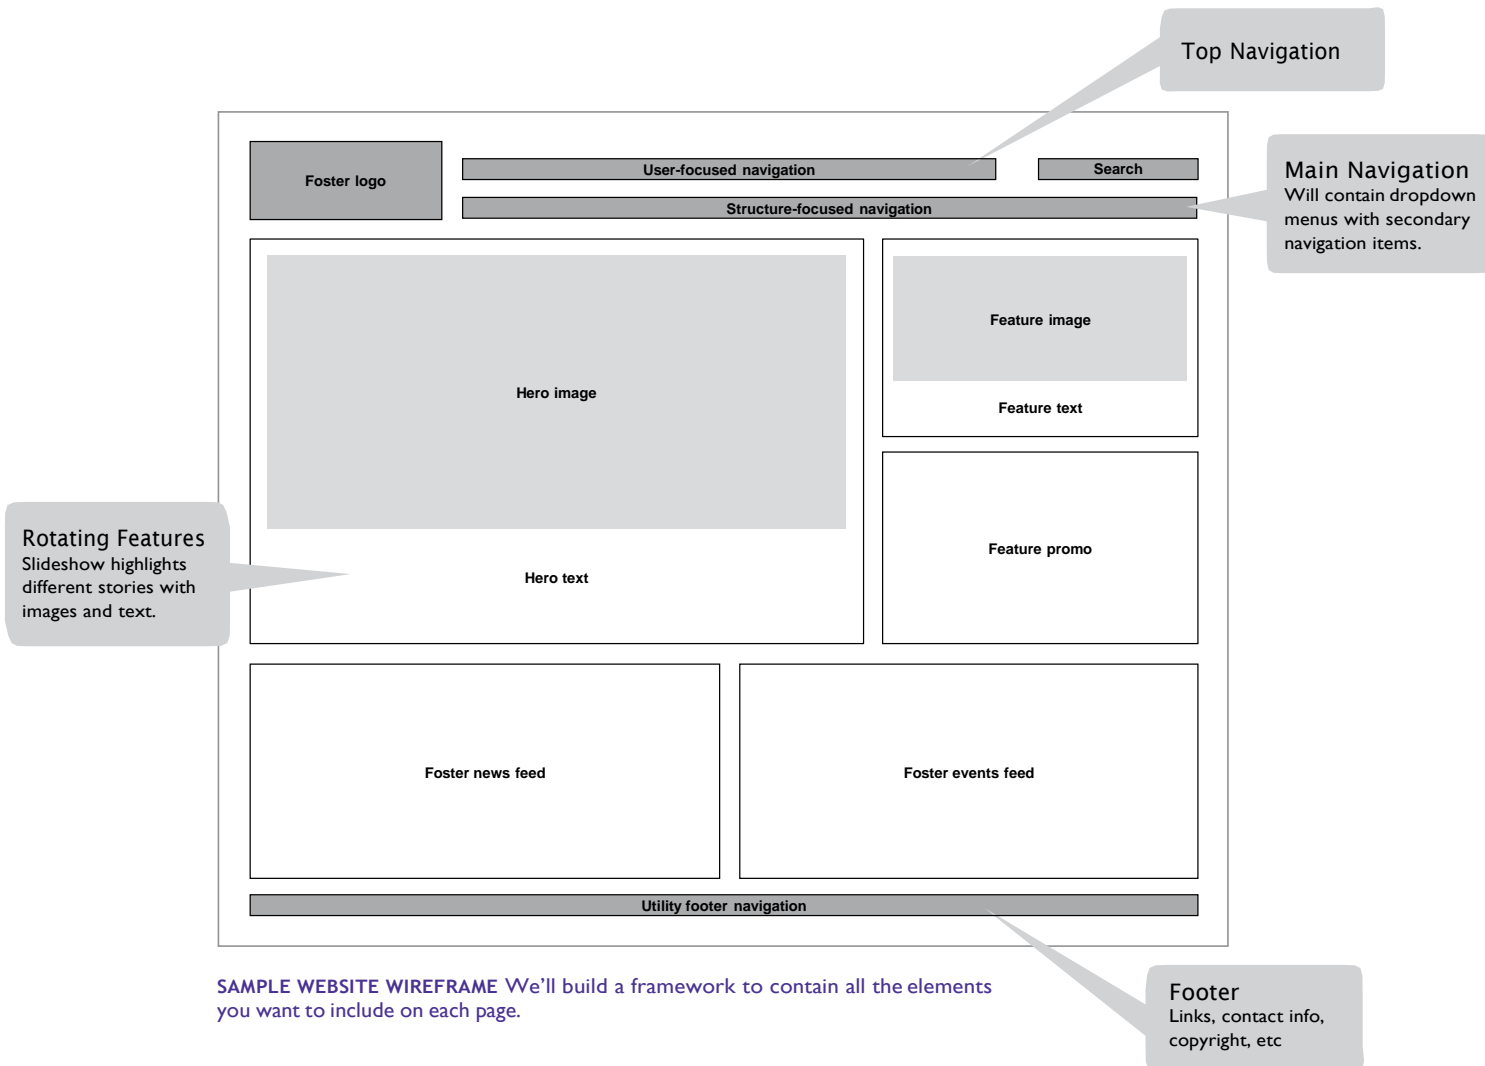 Top Navigation
Foster logo
User-focused navigation
Search
Structure-focused navigation
Main Navigation
Will contain dropdown
menus with secondary
navigation items.
Hero image
Hero text
Feature image
Feature text
Feature promo
Rotating Features
Slideshow highlights
different stories with
images and text.
Foster news feed
Foster events feed
Utility footer navigation
SAMPLE WEBSITE WIREFRAME We'll build a framework to contain all the elements
you want to include on each page.
Footer
Links, contact info,
copyright, etc